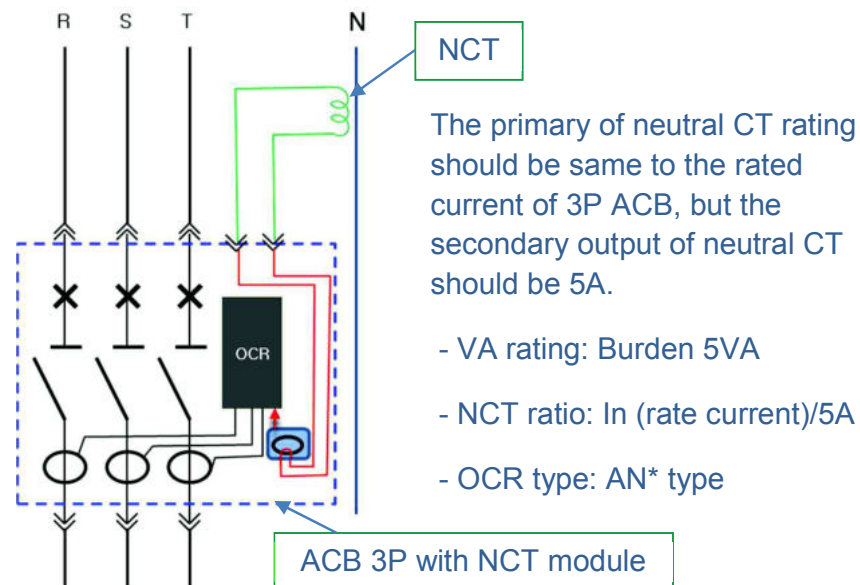 R S T N
NCT
The primary of neutral CT rating
should be same to the rated
current of 3P ACB, but the
secondary output of neutral CT
should be 5A.
- VA rating: Burden 5VA
- NCT ratio: In (rate current)/5A
- OCR type: AN* type
OCR
ACB 3P with NCT module